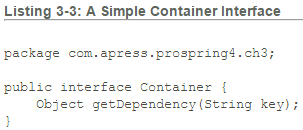 Listing 3-3: A Simple Container Interface
package com.apress.prospring4.ch3;
public interface Container {
    Object getDependency(String key);
}